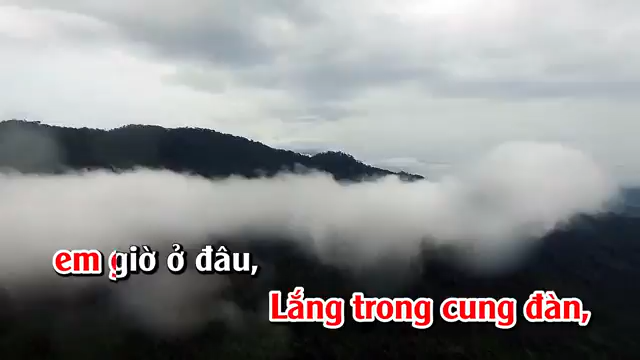 em giờ ở đâu,
Lắng trong cung đàn,